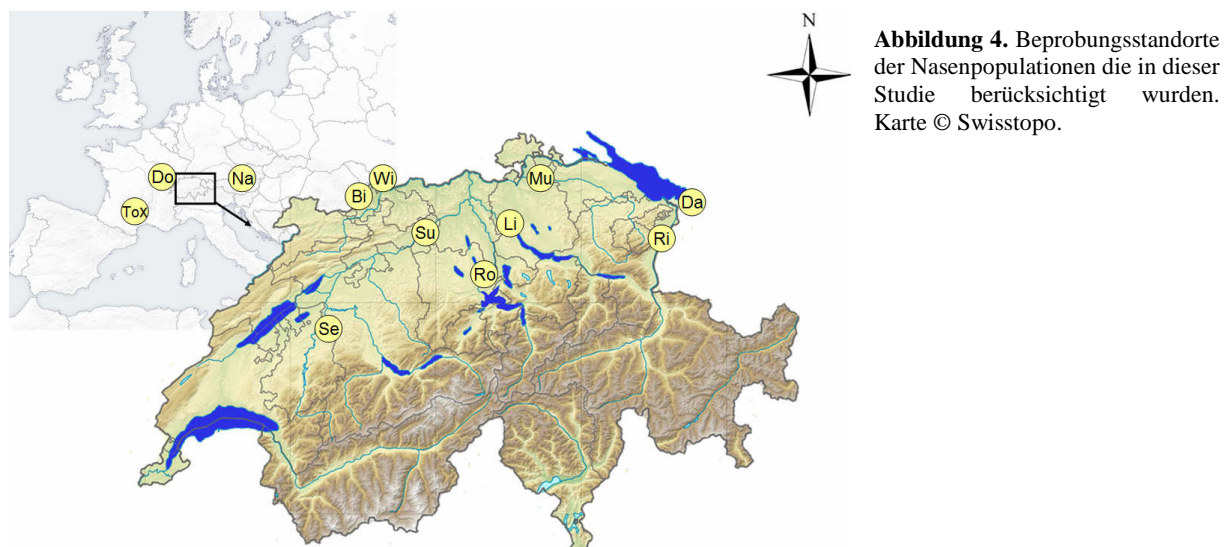 N
Abbildung 4. Beprobungsstandorte
der Nasenpopulationen die in dieser
Studie berücksichtigt wurden.
Karte © Swisstopo.
Do
Na
Wi
Mu
Bi
Da
Tox
Li
Su
Ri
Ro
Se